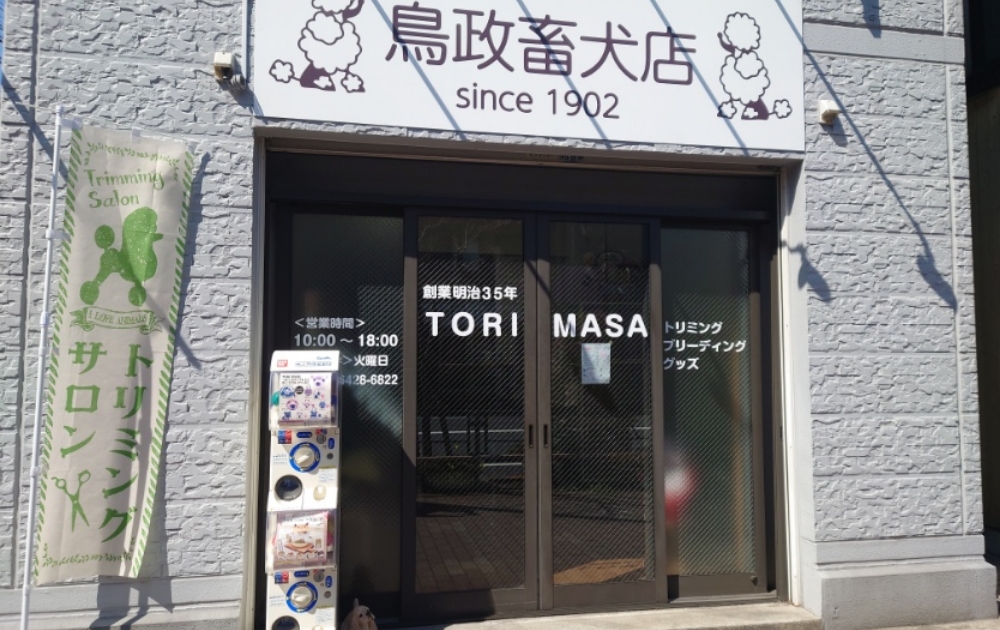 鳥政畜犬店
since 1902
Trimming
Salon
I LOVE ANIMALS
トリミング
サロン
創業明治35年
TORI MASA
<営業時間>
10:00 ～ 18:00
>火曜日
6426-6822
トリミング
ブリーディング
グッズ